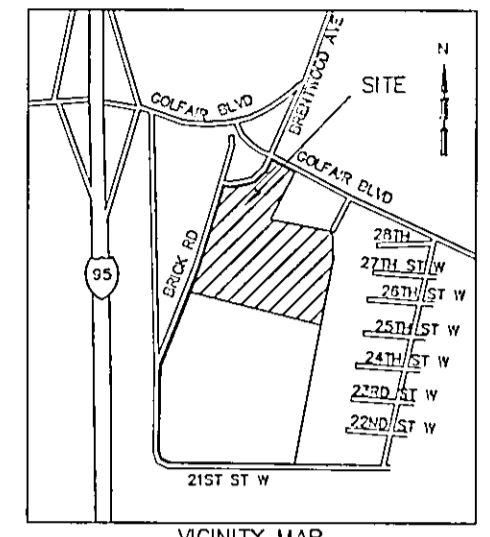 GOLFAIR BLVD
BRENTWOOD AVE
N
SITE
GOLFAIR BLVD
BRICK RD
95
28TH
27TH ST W
26TH ST W
25TH ST W
24TH ST W
23RD ST W
22ND ST W
21ST ST W
VICINITY MAP